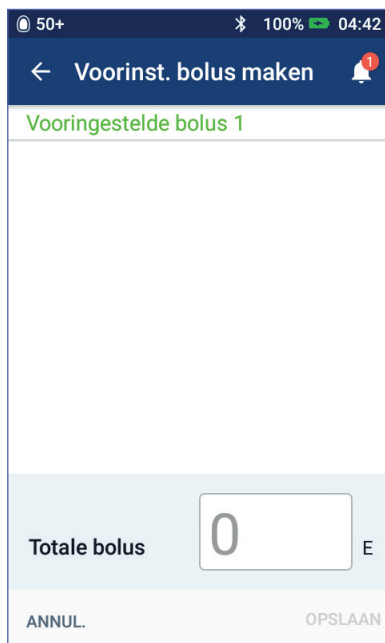 50+ 100% 04:42
Voorinst. bolus maken 1
Vooringestelde bolus 1
Totale bolus 0 E
ANNUL. OPSLAAN